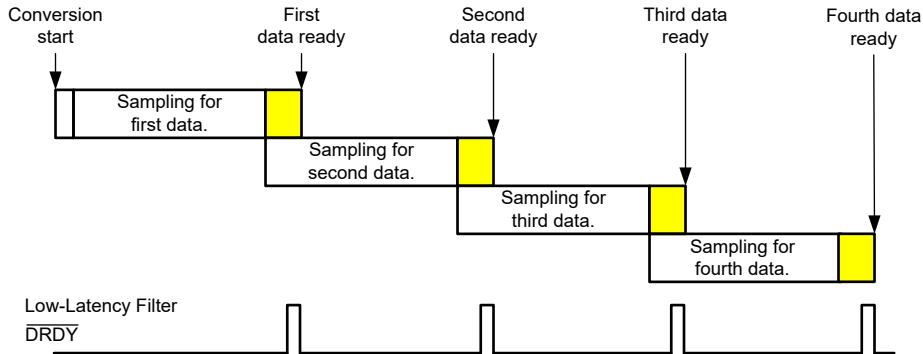 Conversion
start
First
data ready
Second
data ready
Third data
ready
Fourth data
ready
Sampling for
first data.
Sampling for
second data.
Sampling for
third data.
Sampling for
fourth data.
Low-Latency Filter
DRDY